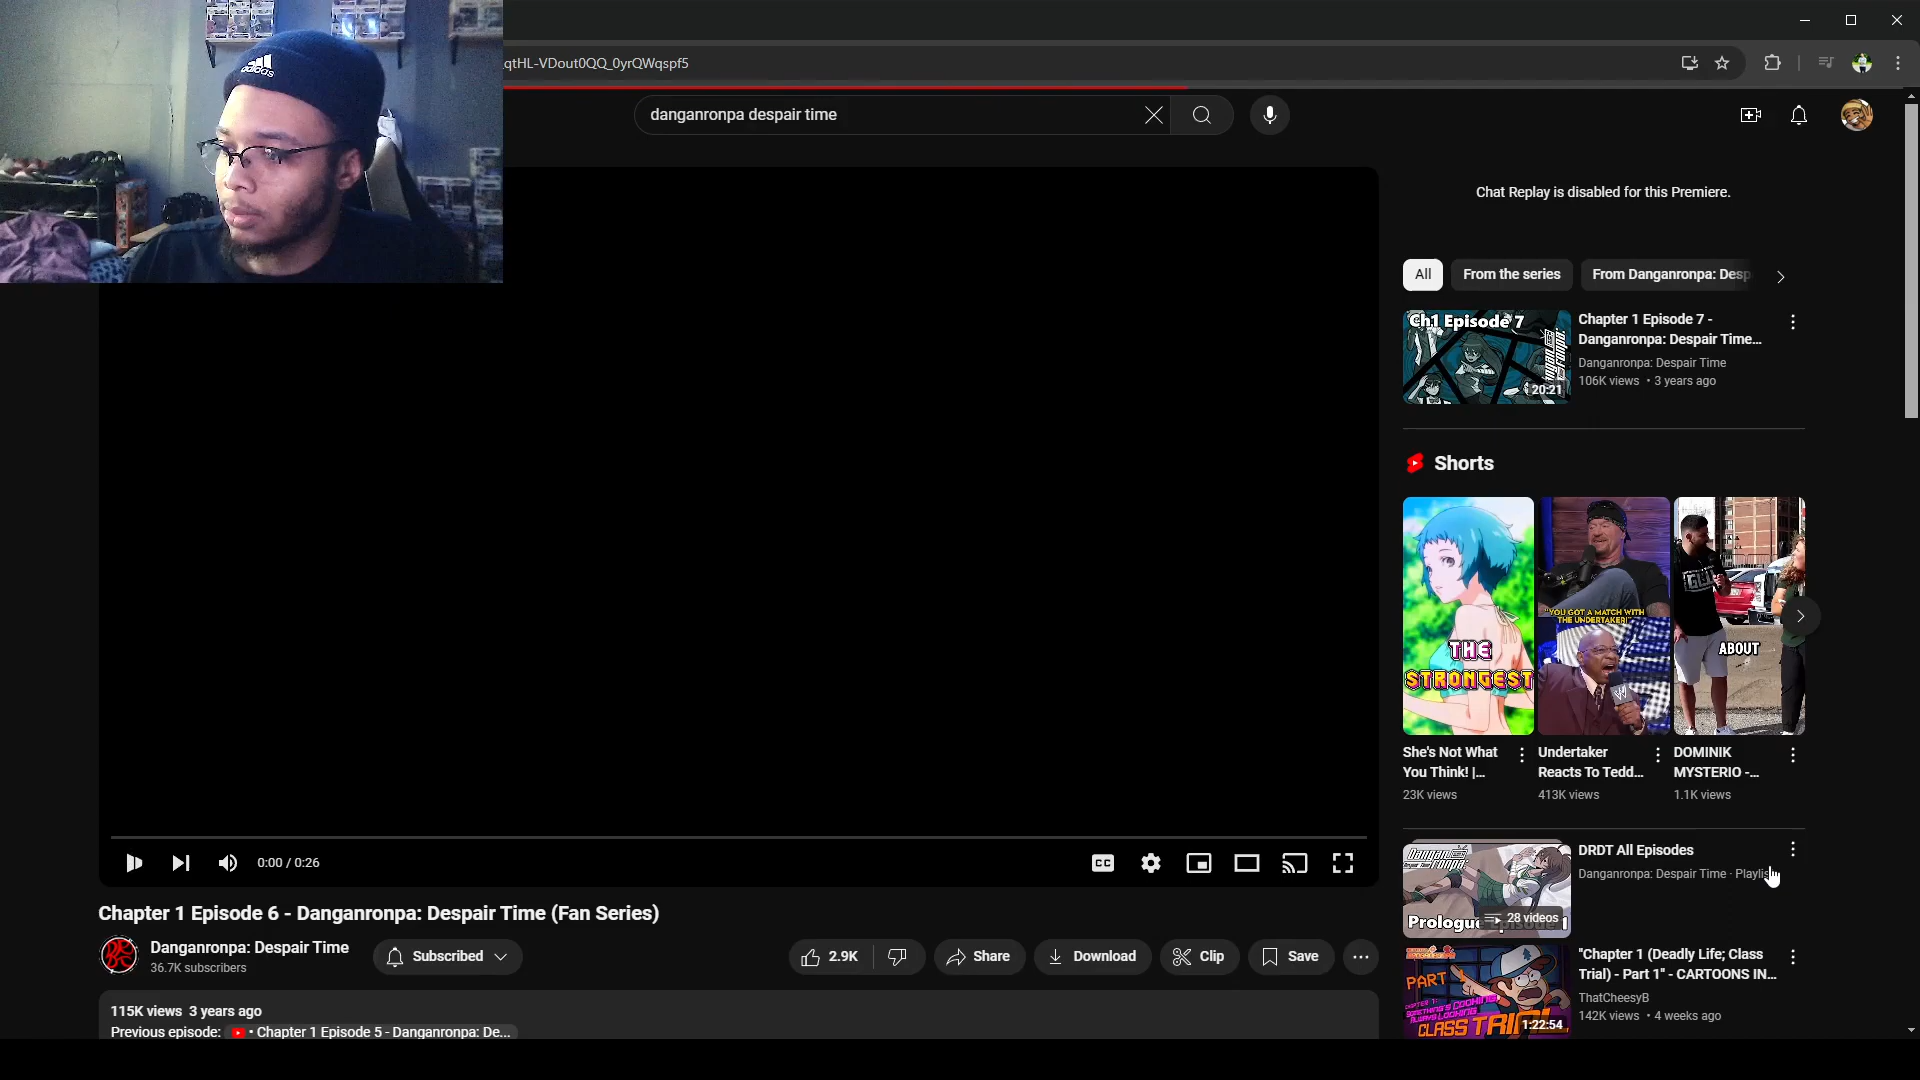 adidas
qtHL-VDout0QQ_0yrQWqspf5
danganronpa despair time
Chat Replay is disabled for this Premiere.
All
From the series
From Danganronpa: Desp
Ch1 Episode 7
20:21
Chapter 1 Episode 7 -
Danganronpa: Despair Time...
Danganronpa: Despair Time
106K views • 3 years ago
Shorts
THE
STRONGEST
"YOU GOT A MATCH WITH
THE UNDERTAKER!"
ABOUT
She's Not What
You Think! |...
23K views
Undertaker
Reacts To Tedd...
413K views
DOMINIK
MYSTERIO -...
1.1K views
CC
0:00 / 0:26
Chapter 1 Episode 6 - Danganronpa: Despair Time (Fan Series)
Danganronpa: Despair Time
36.7K subscribers
Subscribed
2.9K
Share
Download
Clip
Save
115K views 3 years ago
Previous episode: • Chapter 1 Episode 5 - Danganronpa: De...
28 videos
DRDT All Episodes
Danganronpa: Despair Time · Playlis
PART
CLASS TRIAL
1:22:54
"Chapter 1 (Deadly Life; Class
Trial) - Part 1" - CARTOONS IN...
ThatCheesyB
142K views • 4 weeks ago